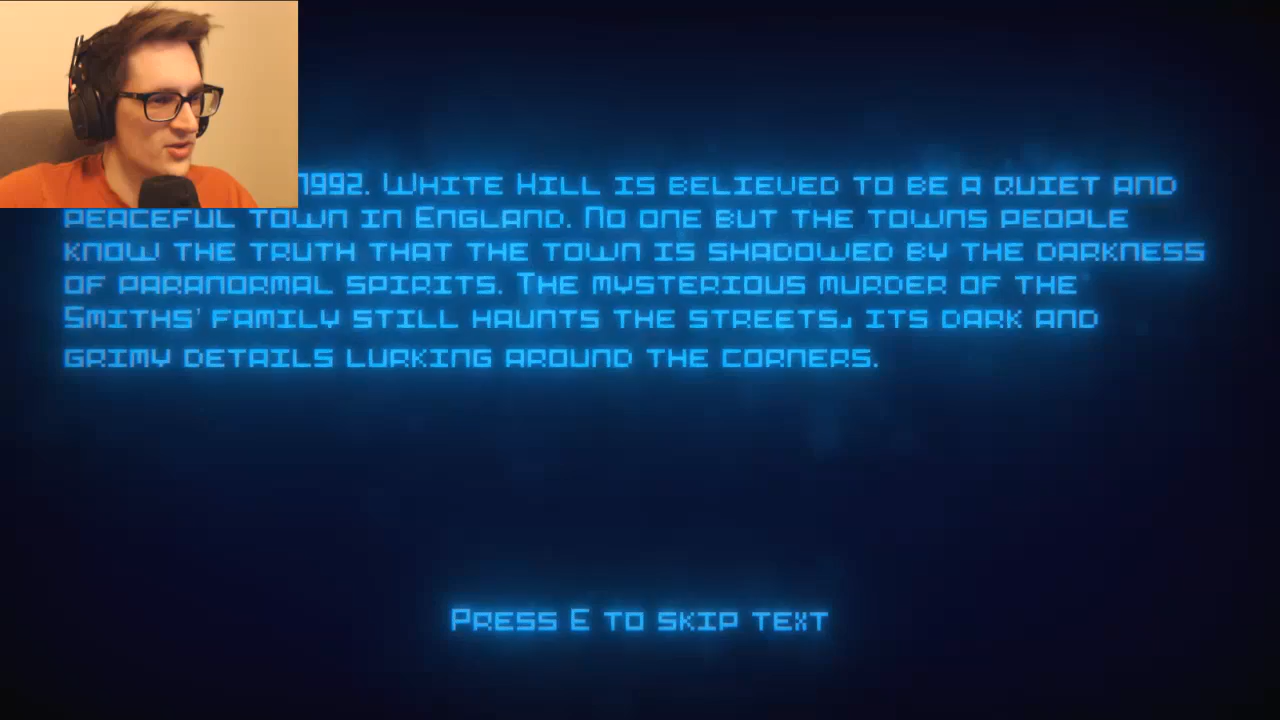 1992. White Hill is believed to be a quiet and
peaceful town in England. No one but the towns people
know the truth that the town is shadowed by the darkness
of paranormal spirits. The mysterious murder of the
Smiths' family still haunts the streets, its dark and
grimy details lurking around the corners.
Press E to skip text